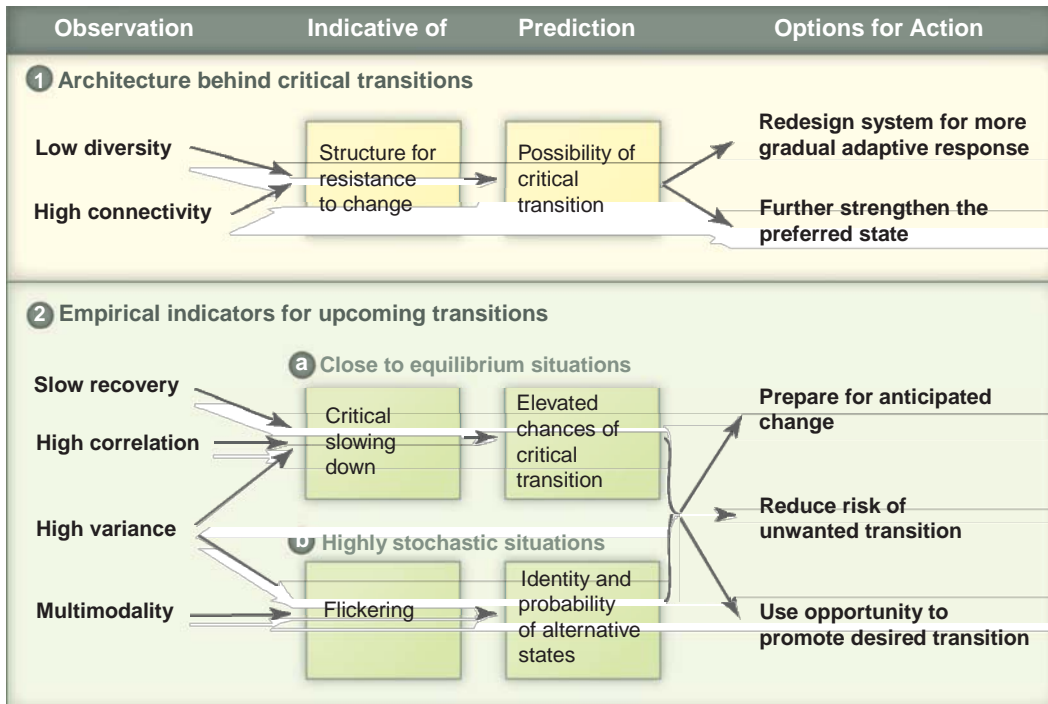 Observation Indicative of Prediction Options for Action
1 Architecture behind critical transitions
Low diversity
High connectivity
Structure for
resistance
to change
Possibility of
critical
transition
Redesign system for more
gradual adaptive response
Further strengthen the
preferred state
2 Empirical indicators for upcoming transitions
a Close to equilibrium situations
Slow recovery
High correlation
High variance
Multimodality
Critical
slowing
down
Elevated
chances of
critical
transition
b Highly stochastic situations
Flickering
Identity and
probability
of alternative
states
Prepare for anticipated
change
Reduce risk of
unwanted transition
Use opportunity to
promote desired transition